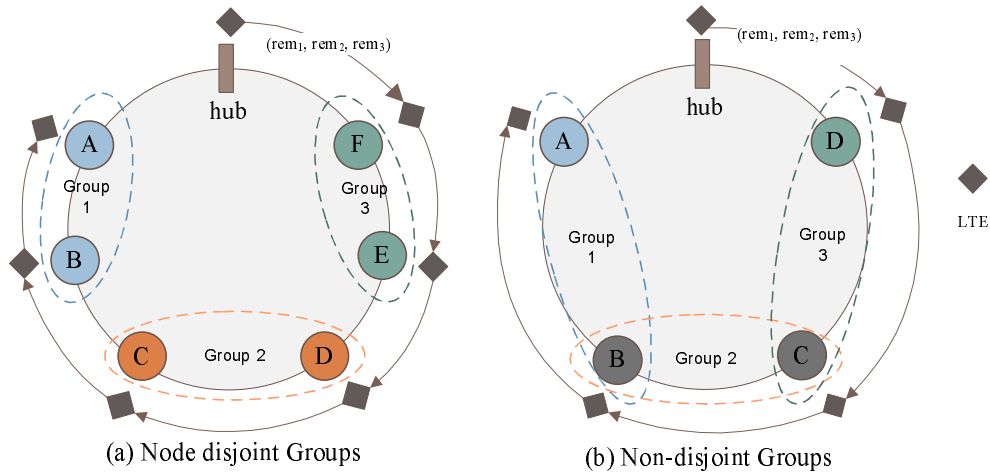 (rem1, rem2, rem3)
hub
A
F
Group
1
Group
3
B
E
C
Group 2
D
(a) Node disjoint Groups
(rem1, rem2, rem3)
hub
A
D
Group
1
Group
3
B
Group 2
C
(b) Non-disjoint Groups
LTE